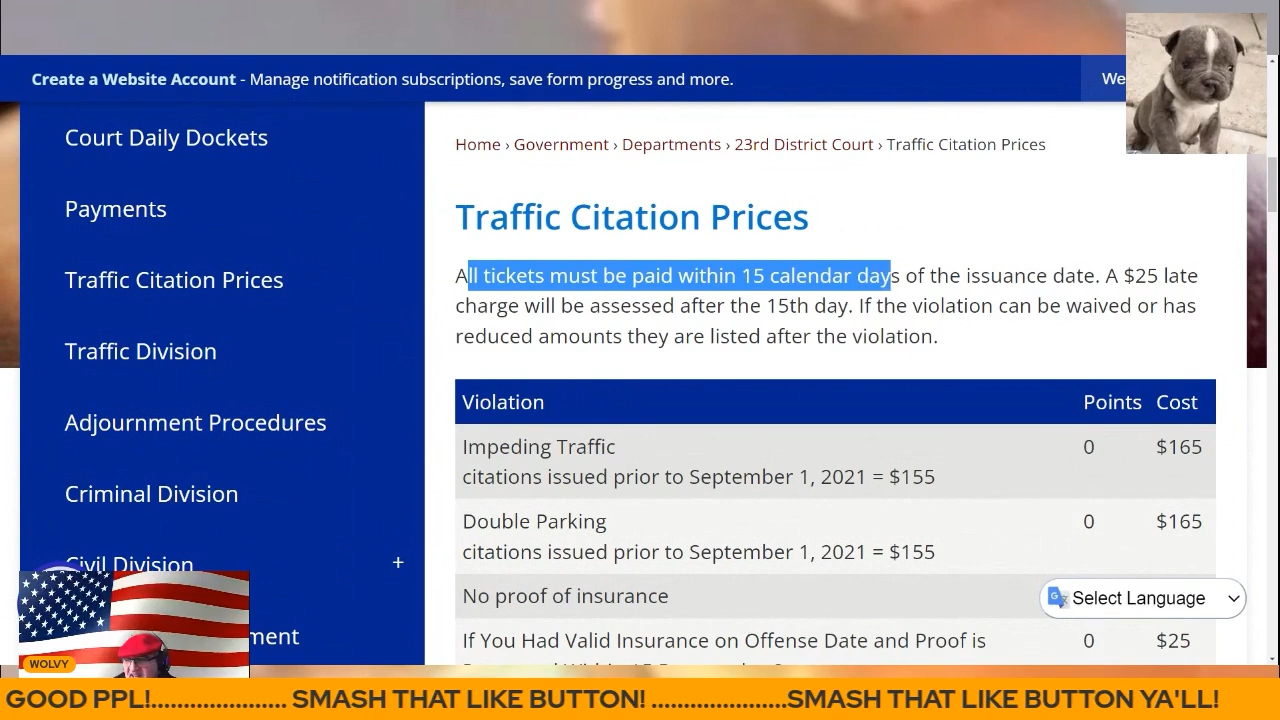 Create a Website Account - Manage notification subscriptions, save form progress and more.
We
Court Daily Dockets
Payments
Traffic Citation Prices
Traffic Division
Adjournment Procedures
Criminal Division
Civil Division +
ment
Home › Government › Departments › 23rd District Court › Traffic Citation Prices
Traffic Citation Prices
All tickets must be paid within 15 calendar days of the issuance date. A $25 late
charge will be assessed after the 15th day. If the violation can be waived or has
reduced amounts they are listed after the violation.
Violation Points Cost
Impeding Traffic 0 $165
citations issued prior to September 1, 2021 = $155
Double Parking 0 $165
citations issued prior to September 1, 2021 = $155
No proof of insurance
Select Language
If You Had Valid Insurance on Offense Date and Proof is 0 $25
WOLVY
GOOD PPL!..................... SMASH THAT LIKE BUTTON! .....................SMASH THAT LIKE BUTTON YA'LL!